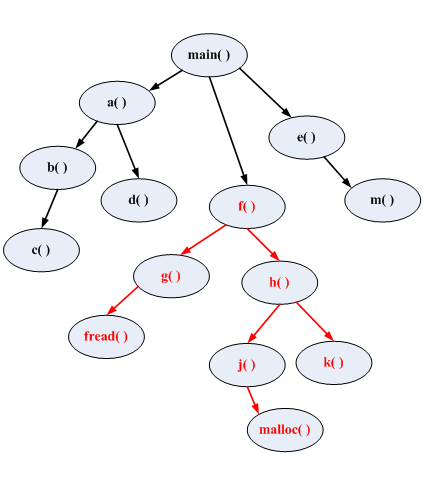 main( )
a( )
e( )
b( )
d( )
m( )
f( )
c( )
g( )
h( )
fread( )
j( )
k( )
malloc( )